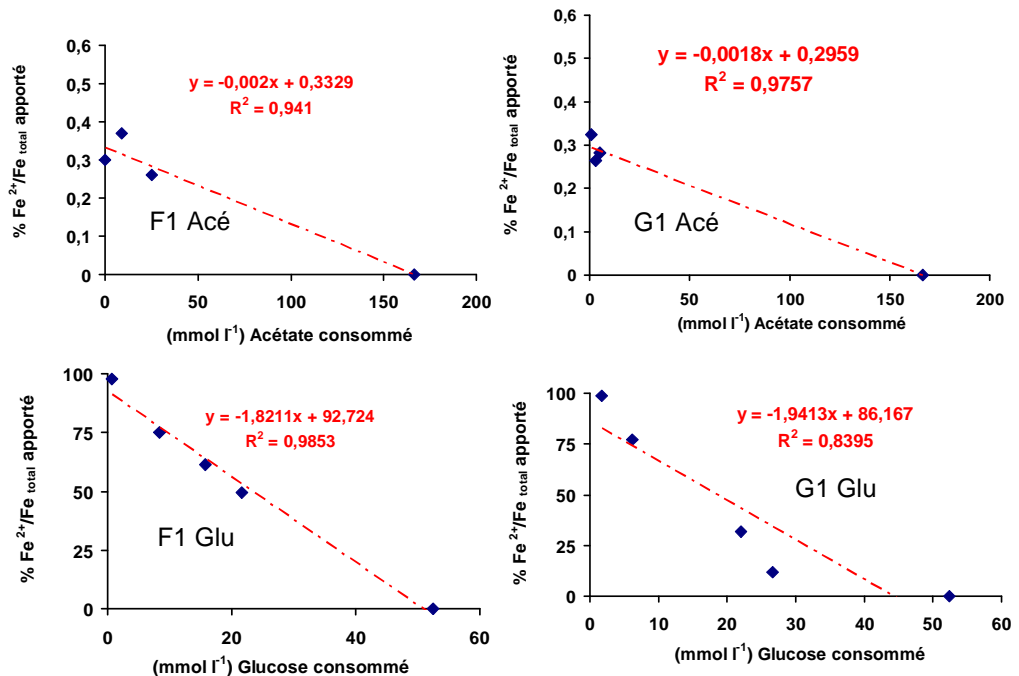 % Fe 2+/Fe total apporté
0,6
0,5
0,4
0,3
0,2
0,1
0
y = -0,002x + 0,3329
R2 = 0,941
F1 Acé
0 50 100 150 200
(mmol l-1) Acétate consommé
% Fe 2+/Fe total apporté
0,6
0,5
0,4
0,3
0,2
0,1
0
y = -0,0018x + 0,2959
R2 = 0,9757
G1 Acé
0 50 100 150 200
(mmol l-1) Acétate consommé
% Fe 2+/Fe total apporté
100
75
50
25
0
y = -1,8211x + 92,724
R2 = 0,9853
F1 Glu
0 20 40 60
(mmol l-1) Glucose consommé
% Fe 2+/Fe total apporté
100
75
50
25
0
y = -1,9413x + 86,167
R2 = 0,8395
G1 Glu
0 10 20 30 40 50 60
(mmol l-1) Glucose consommé